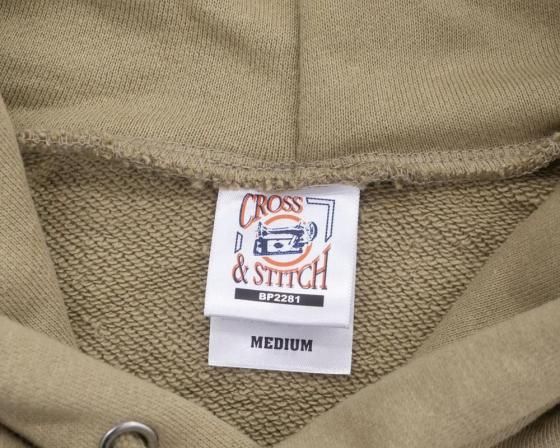 CROSS
& STITCH
BP2281
MEDIUM